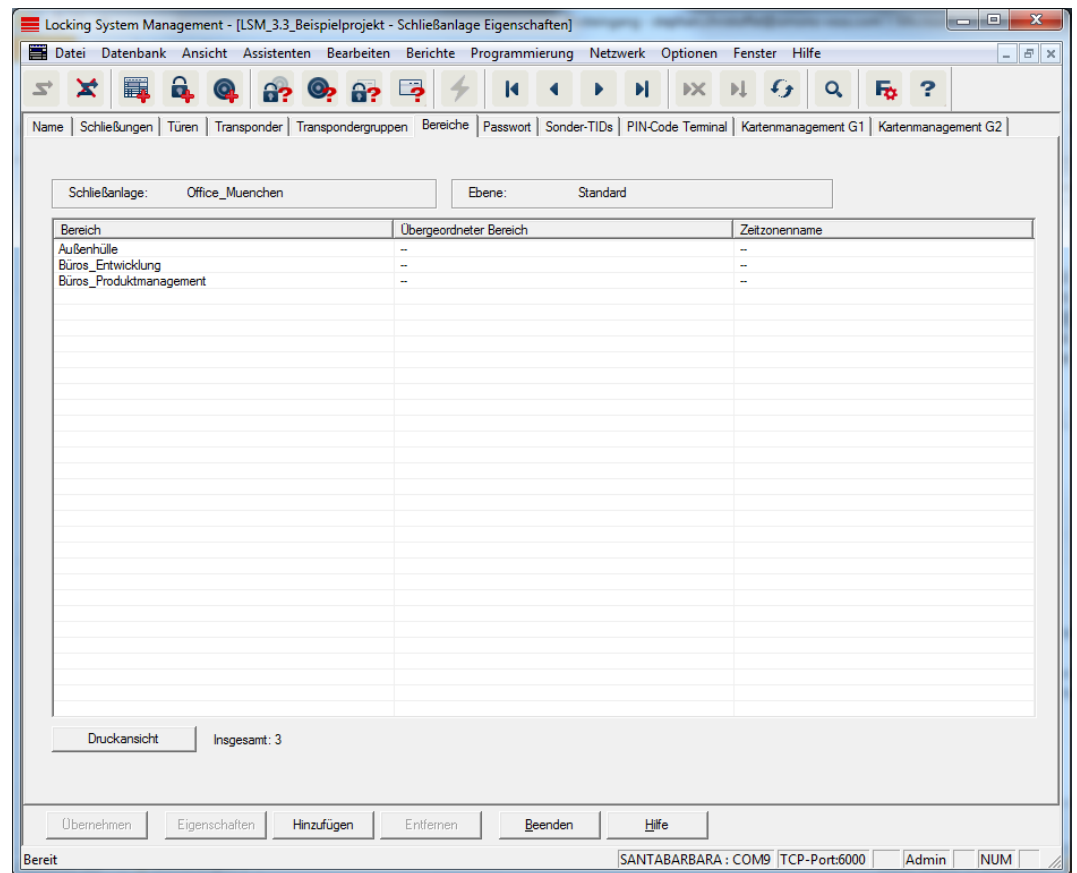 Locking System Management - [LSM_3.3_Beispielprojekt - Schließanlage Eigenschaften]
Datei Datenbank Ansicht Assistenten Bearbeiten Berichte Programmierung Netzwerk Optionen Fenster Hilfe
Name Schließungen Türen Transponder Transpondergruppen Bereiche Passwort Sonder-TIDs PIN-Code Terminal Kartenmanagement G1 Kartenmanagement G2
Schließanlage: Office_Muenchen Ebene: Standard
Bereich Übergeordneter Bereich Zeitzonenname
Außenhülle -- --
Büros_Entwicklung -- --
Büros_Produktmanagement -- --
Druckansicht Insgesamt: 3
Übernehmen Eigenschaften Hinzufügen Entfernen Beenden Hilfe
Bereit SANTABARBARA : COM9 TCP-Port:6000 Admin NUM